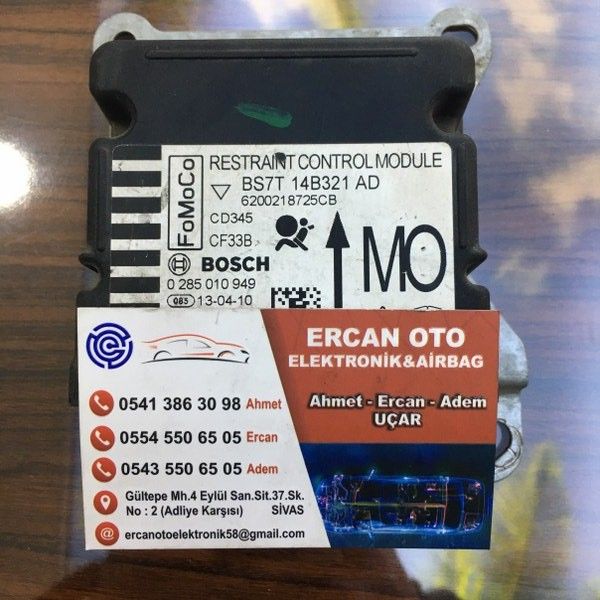 FoMoCo
RESTRAINT CONTROL MODULE
BS7T 14B321 AD
6200218725CB
CD345
CF33B
BOSCH
MO
0 285 010 949
085 13-04-10
ERCAN OTO
ELEKTRONİK&AİRBAG
Ahmet - Ercan - Adem
UÇAR
0541 386 30 98 Ahmet
0554 550 65 05 Ercan
0543 550 65 05 Adem
Gültepe Mh.4 Eylül San.Sit.37.Sk.
No : 2 (Adliye Karşısı) SİVAS
ercanotoelektronik58@gmail.com